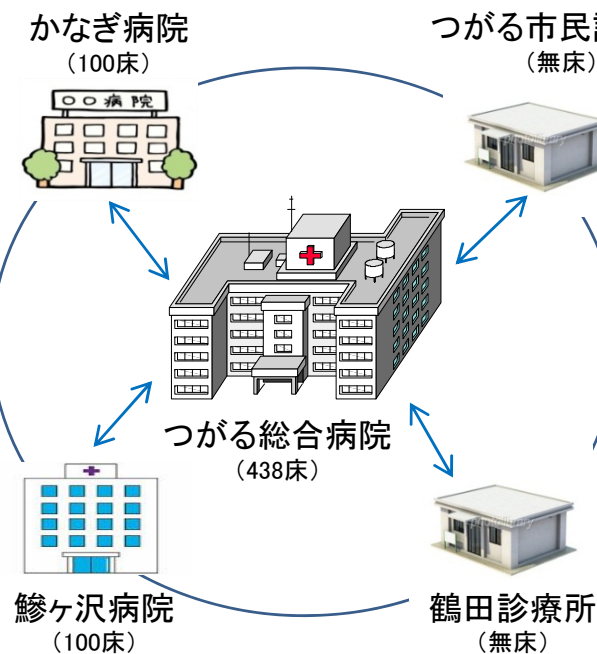 かなぎ病院
（100床）
つがる市民
（無床）
〇〇病院
つがる総合病院
（438床）
鰺ヶ沢病院
（100床）
鶴田診療所
（無床）